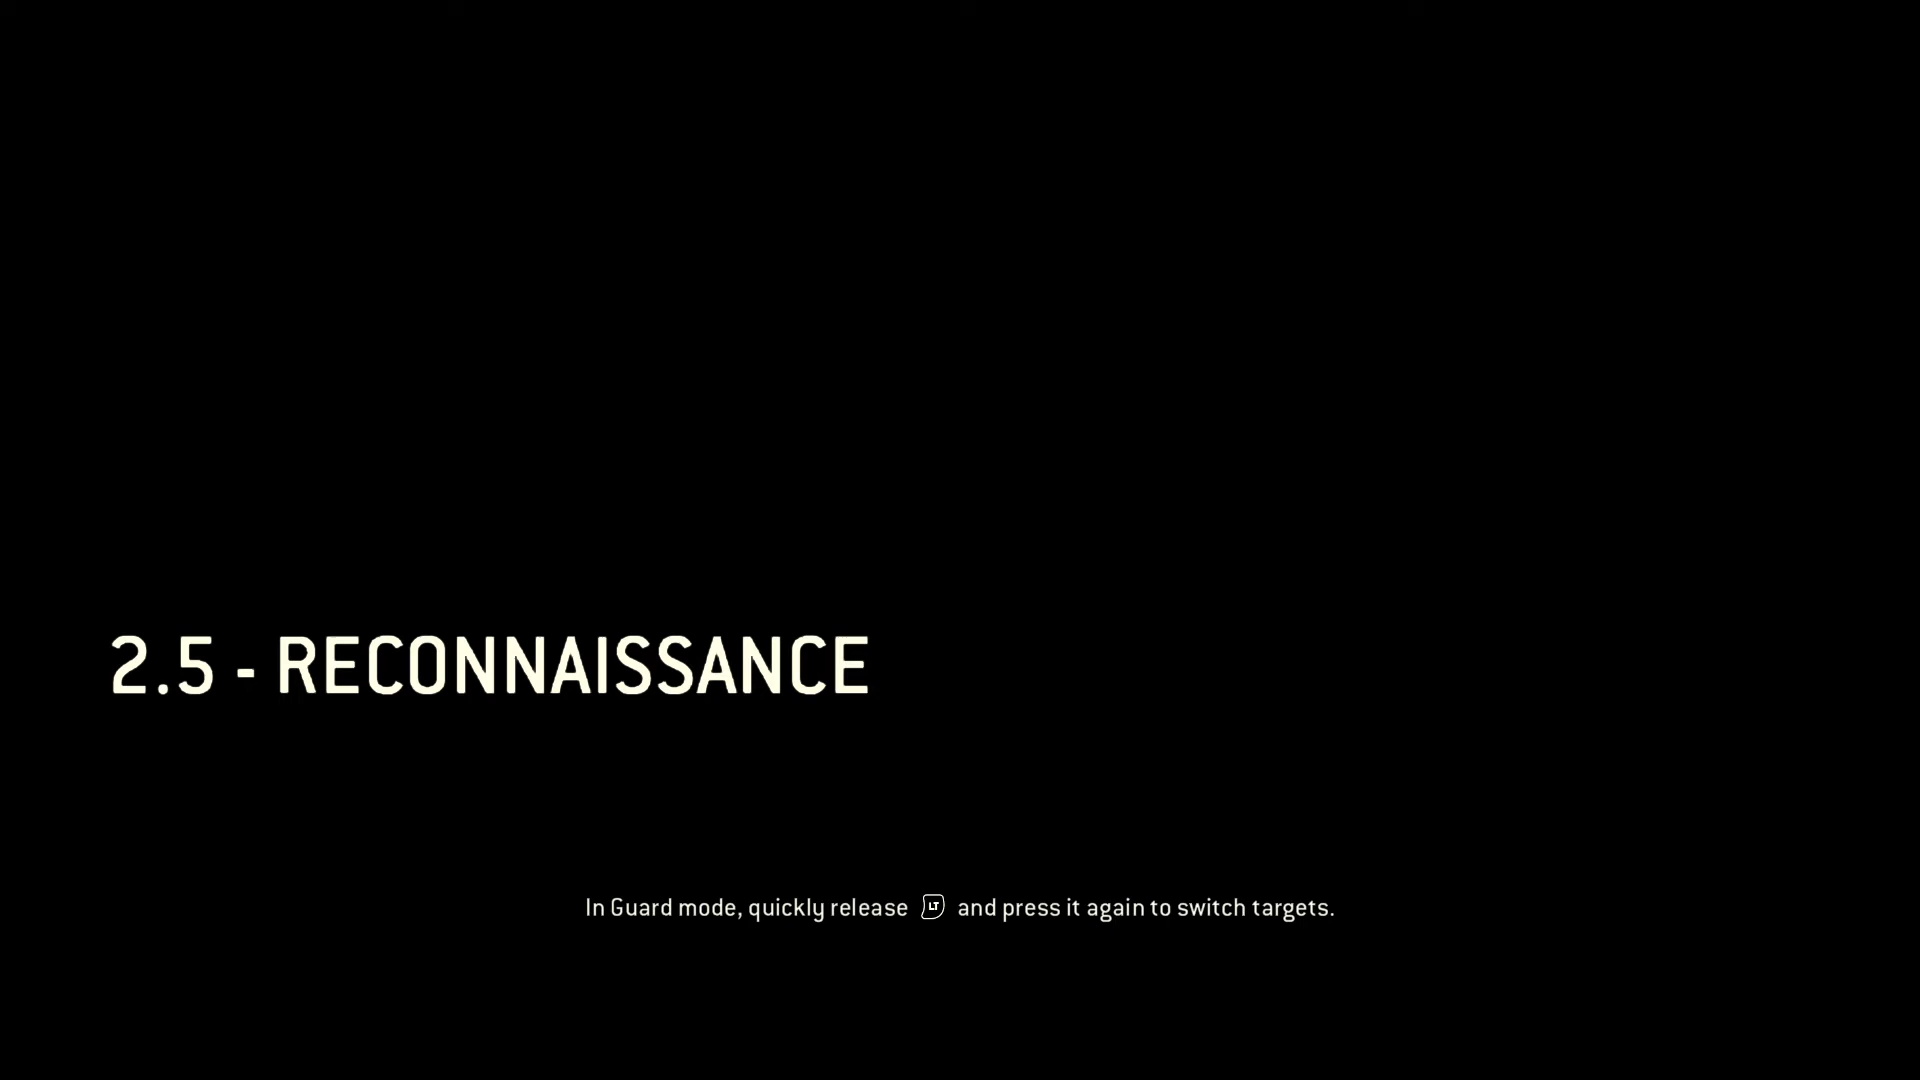 2.5 - RECONNAISSANCE
In Guard mode, quickly release LT and press it again to switch targets.